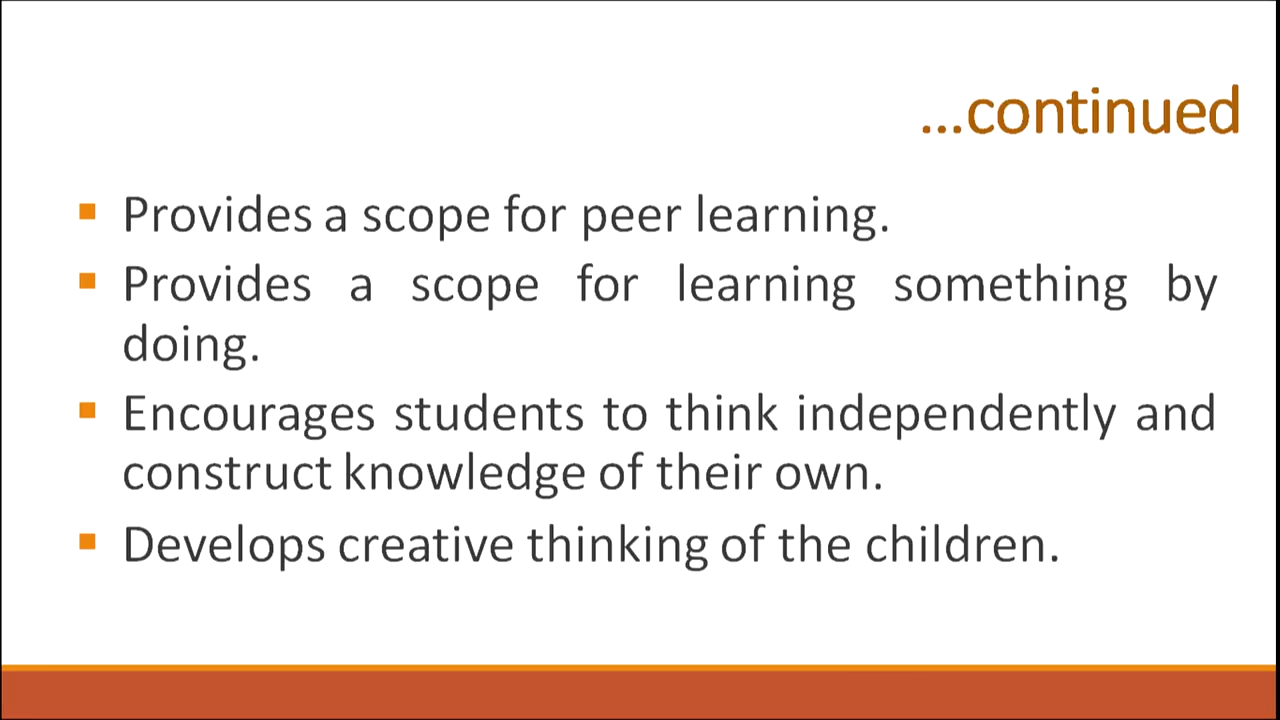 ...continued
▪ Provides a scope for peer learning.
▪ Provides a scope for learning something by
doing.
▪ Encourages students to think independently and
construct knowledge of their own.
▪ Develops creative thinking of the children.